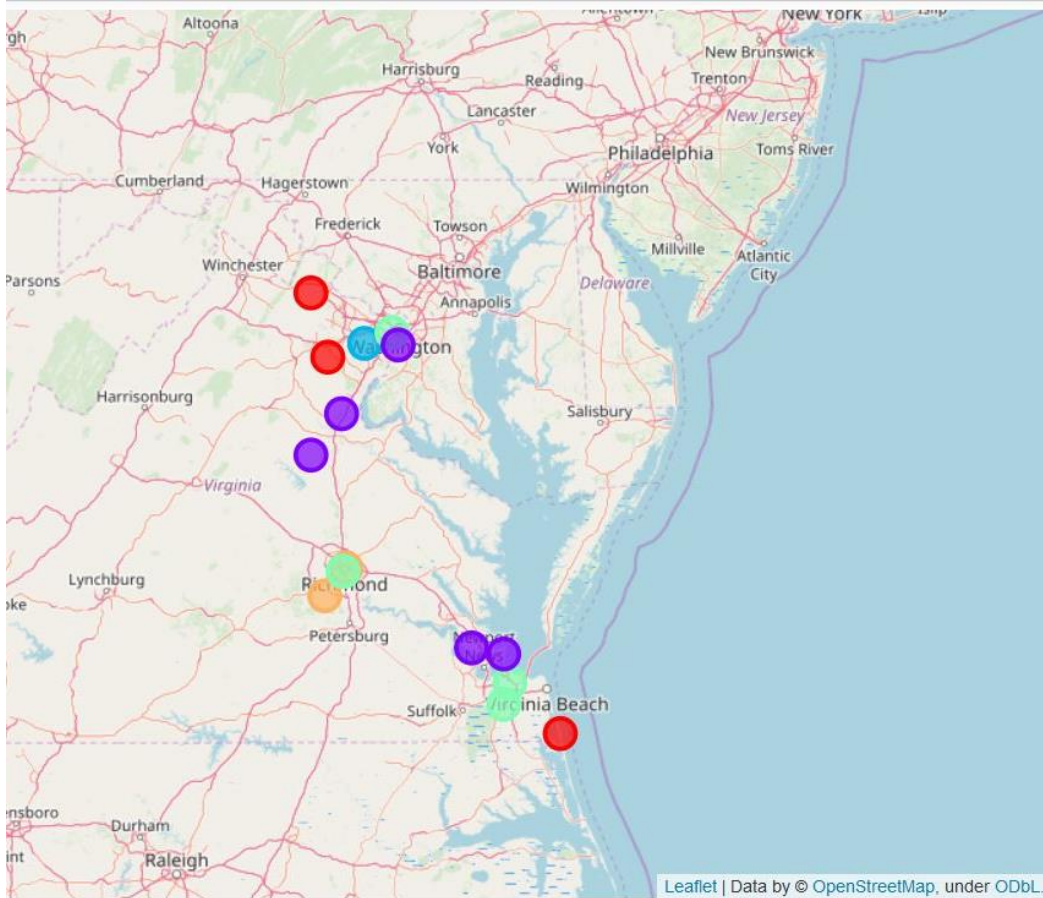 New York
Altoona
New Brunswick
Harrisburg
Reading
Trenton
Lancaster
New Jersey
York
Philadelphia
Toms River
Cumberland
Hagerstown
Wilmington
Frederick
Towson
Millville
Atlantic
City
Winchester
Baltimore
Parsons
Delaware
Annapolis
Harrisonburg
Salisbury
Virginia
Lynchburg
Petersburg
Suffolk
Durham
Raleigh
Leaflet | Data by © OpenStreetMap, under ODbL.